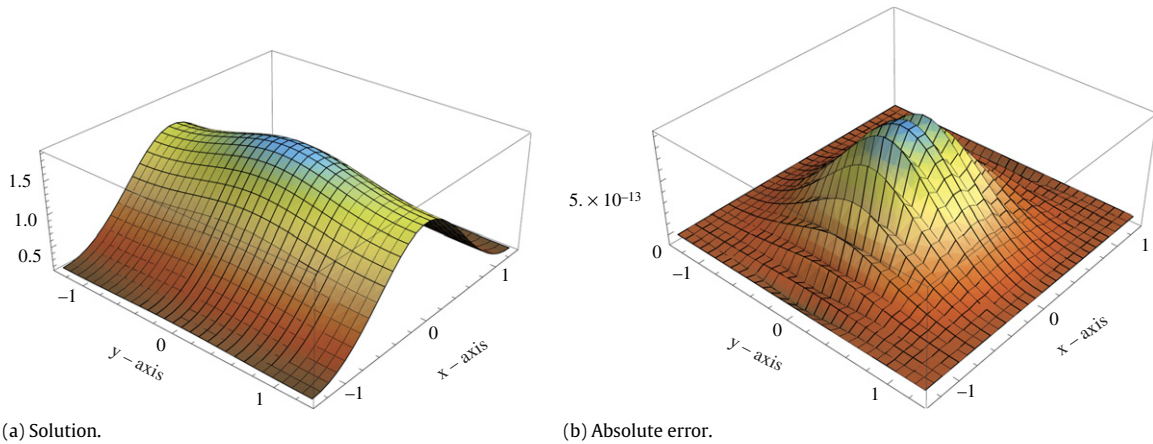 1.5
1.0
0.5
−1
0
1
y – axis
−1
0
1
x – axis
(a) Solution.
5. × 10⁻¹³
0
−1
0
1
y – axis
−1
0
1
x – axis
(b) Absolute error.